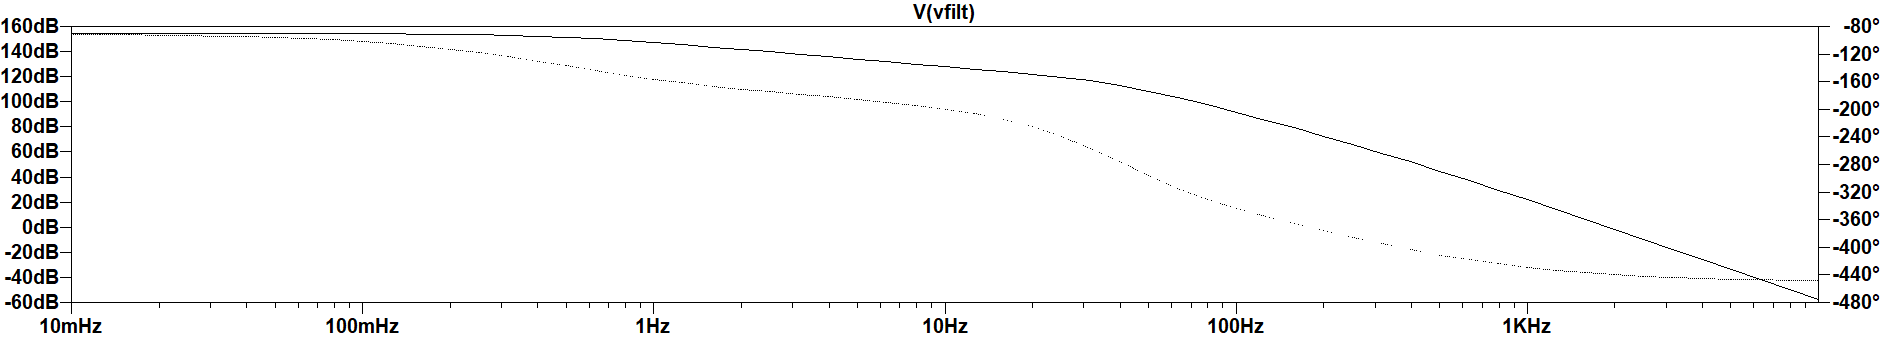 V(vfilt)
160dB -80°
140dB -120°
120dB -160°
100dB -200°
80dB -240°
60dB -280°
40dB -320°
20dB -360°
0dB -400°
-20dB -440°
-40dB -480°
-60dB
10mHz 100mHz 1Hz 10Hz 100Hz 1KHz